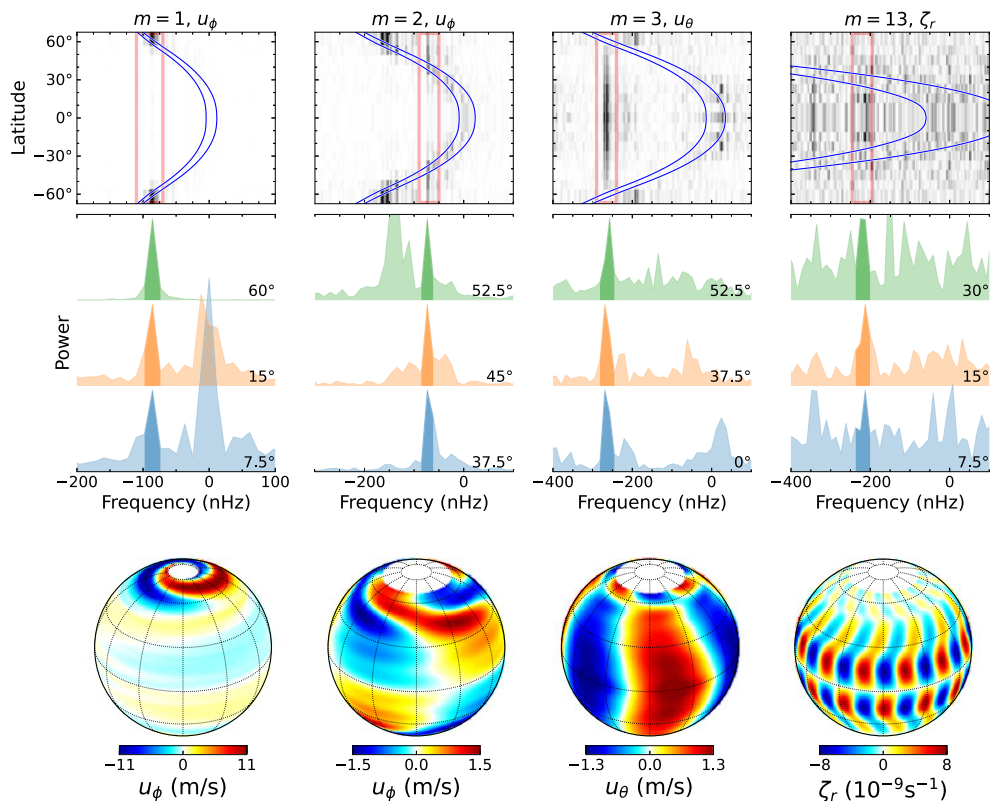 m = 1, u_ϕ
m = 2, u_ϕ
m = 3, u_θ
m = 13, ζ_r
Latitude
60°
30°
0°
−30°
−60°
Power
60°
15°
7.5°
52.5°
45°
37.5°
52.5°
37.5°
0°
30°
15°
7.5°
−200 −100 0 100
Frequency (nHz)
−200 0
Frequency (nHz)
−400 −200 0
Frequency (nHz)
−400 −200 0
Frequency (nHz)
−11 0 11
u_ϕ (m/s)
−1.5 0.0 1.5
u_ϕ (m/s)
−1.3 0.0 1.3
u_θ (m/s)
−8 0 8
ζ_r (10⁻⁹s⁻¹)